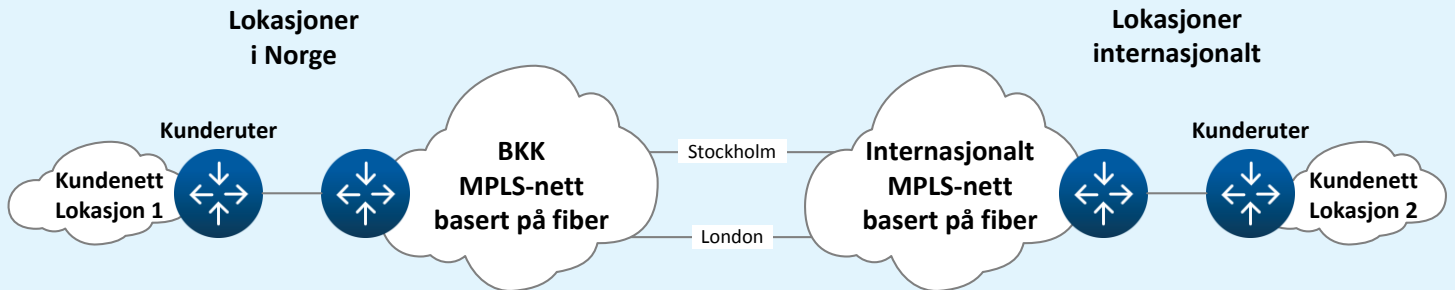 Lokasjoner
i Norge
Lokasjoner
internasjonalt
Kunderuter
Kundenett
Lokasjon 1
BKK
MPLS-nett
basert på fiber
Stockholm
London
Internasjonalt
MPLS-nett
basert på fiber
Kunderuter
Kundenett
Lokasjon 2